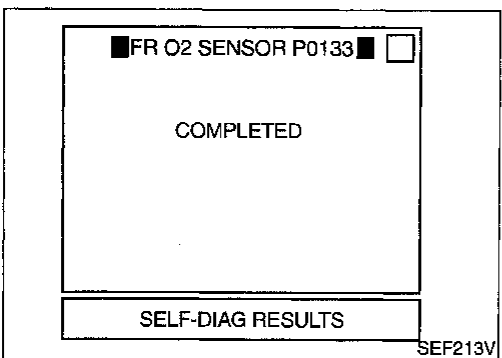 FR O2 SENSOR P0133
COMPLETED
SELF-DIAG RESULTS
SEF213V